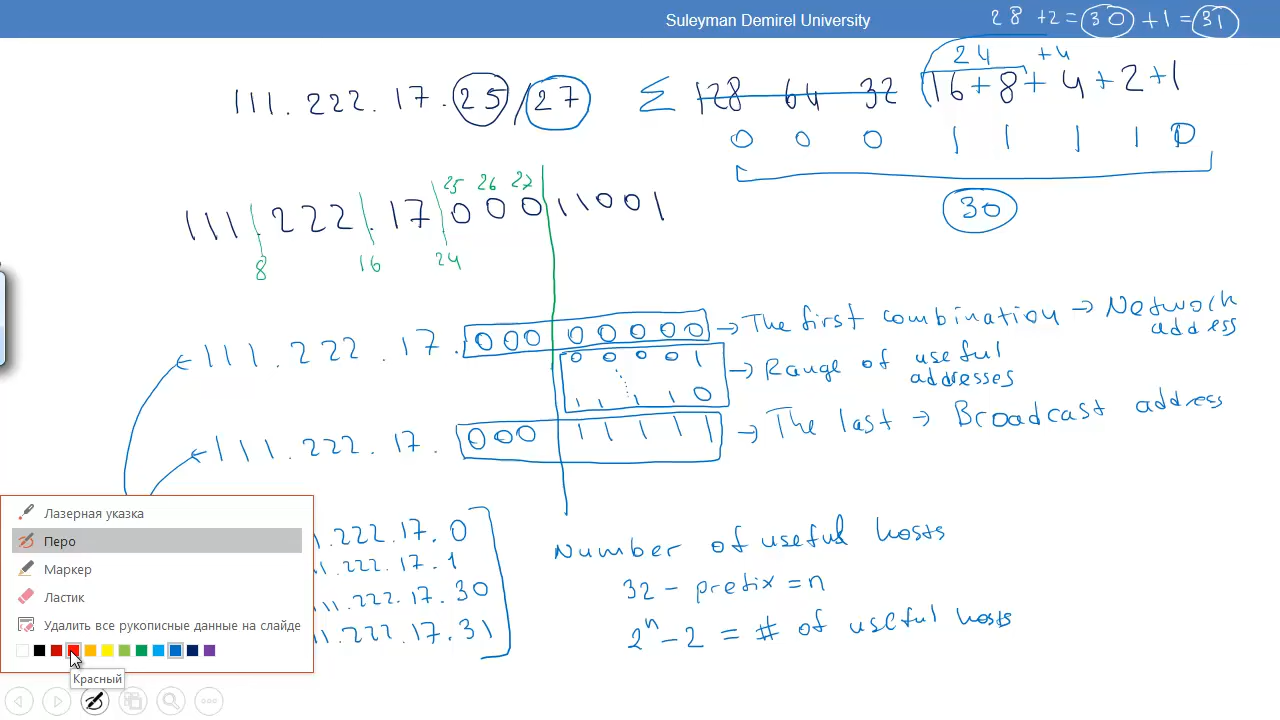 Suleyman Demirel University
28 +2 = 30 +1 = 31
24 +4
111.222.17.25/27
Σ 128 64 32 16+8+4+2+1
0 0 0 1 1 1 1 0
30
25 26 27
111.222.17 000 11001
8 16 24
111.222.17.000 00000 → The first combination → Network address
00001 → Range of useful addresses
11110
111.222.17.000 11111 → The last → Broadcast address
.222.17.0
.222.17.1
.222.17.30
.222.17.31
Number of useful hosts
32 - prefix = n
2ⁿ - 2 = # of useful hosts
Лазерная указка
Перо
Маркер
Ластик
Удалить все рукописные данные на слайде
Красный